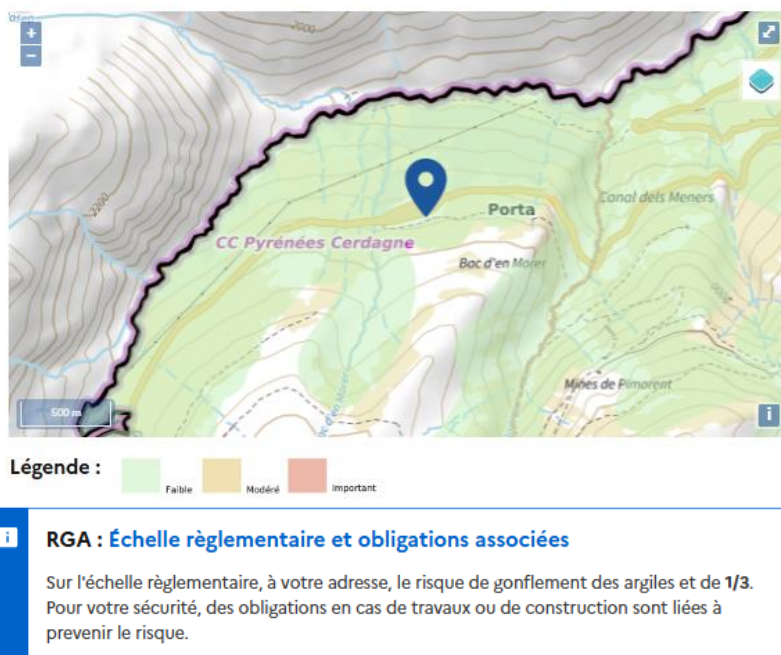 +
−
2600
2200
Porta
Canal dels Meners
CC Pyrénées Cerdagne
Bac d'en Morer
Mines de Pimorent
500 m
i
Légende :
Faible
Modéré
Important
i
RGA : Échelle règlementaire et obligations associées
Sur l'échelle règlementaire, à votre adresse, le risque de gonflement des argiles et de 1/3.
Pour votre sécurité, des obligations en cas de travaux ou de construction sont liées à
prevenir le risque.